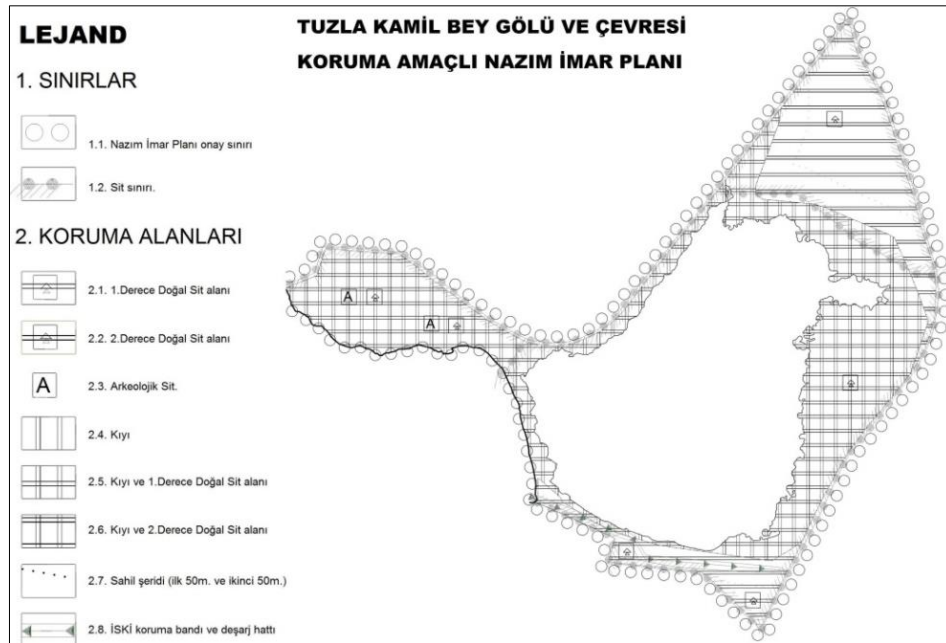 LEJAND
TUZLA KAMİL BEY GÖLÜ VE ÇEVRESİ
KORUMA AMAÇLI NAZIM İMAR PLANI
1. SINIRLAR
1.1. Nazım İmar Planı onay sınırı
1.2. Sit sınırı.
2. KORUMA ALANLARI
2.1. 1.Derece Doğal Sit alanı
2.2. 2.Derece Doğal Sit alanı
A 2.3. Arkeolojik Sit.
2.4. Kıyı
2.5. Kıyı ve 1.Derece Doğal Sit alanı
2.6. Kıyı ve 2.Derece Doğal Sit alanı
2.7. Sahil şeridi (ilk 50m. ve ikinci 50m.)
2.8. İSKİ koruma bandı ve deşarj hattı
A
A